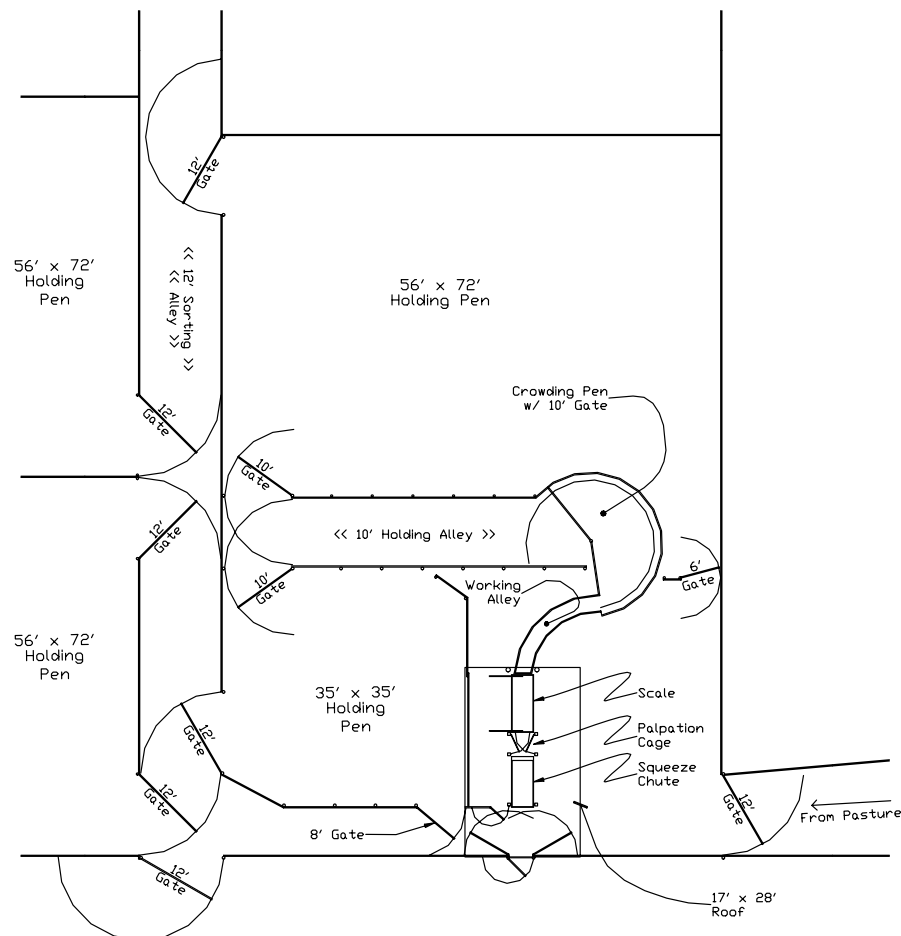 12'
Gate
56' x 72'
Holding
Pen
<< 12' Sorting >>
<< Alley >>
56' x 72'
Holding Pen
Crowding Pen
w/ 10' Gate
12'
Gate
10'
Gate
12'
Gate
<< 10' Holding Alley >>
10'
Gate
Working
Alley
6'
Gate
56' x 72'
Holding
Pen
35' x 35'
Holding
Pen
Scale
12'
Gate
Palpation
Cage
Squeeze
Chute
12'
Gate
12'
Gate
From Pasture
8' Gate
12'
Gate
17' x 28'
Roof